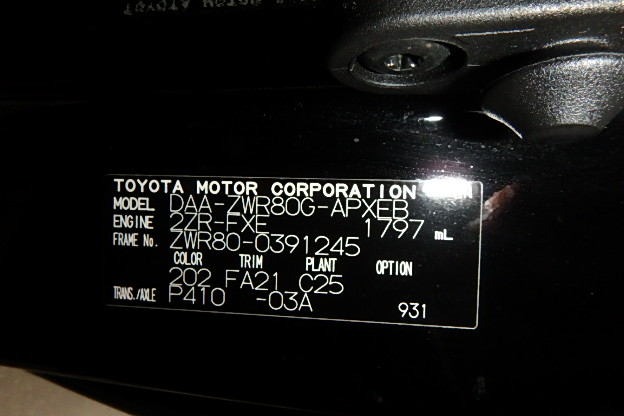 TOYOTA MOTOR CORPORATION
MODEL DAA-ZWR80G-APXEB
ENGINE 2ZR-FXE 1797 mL
FRAME No. ZWR80-0391245
COLOR TRIM PLANT OPTION
202 FA21 C25
TRANS./AXLE P410 -03A 931